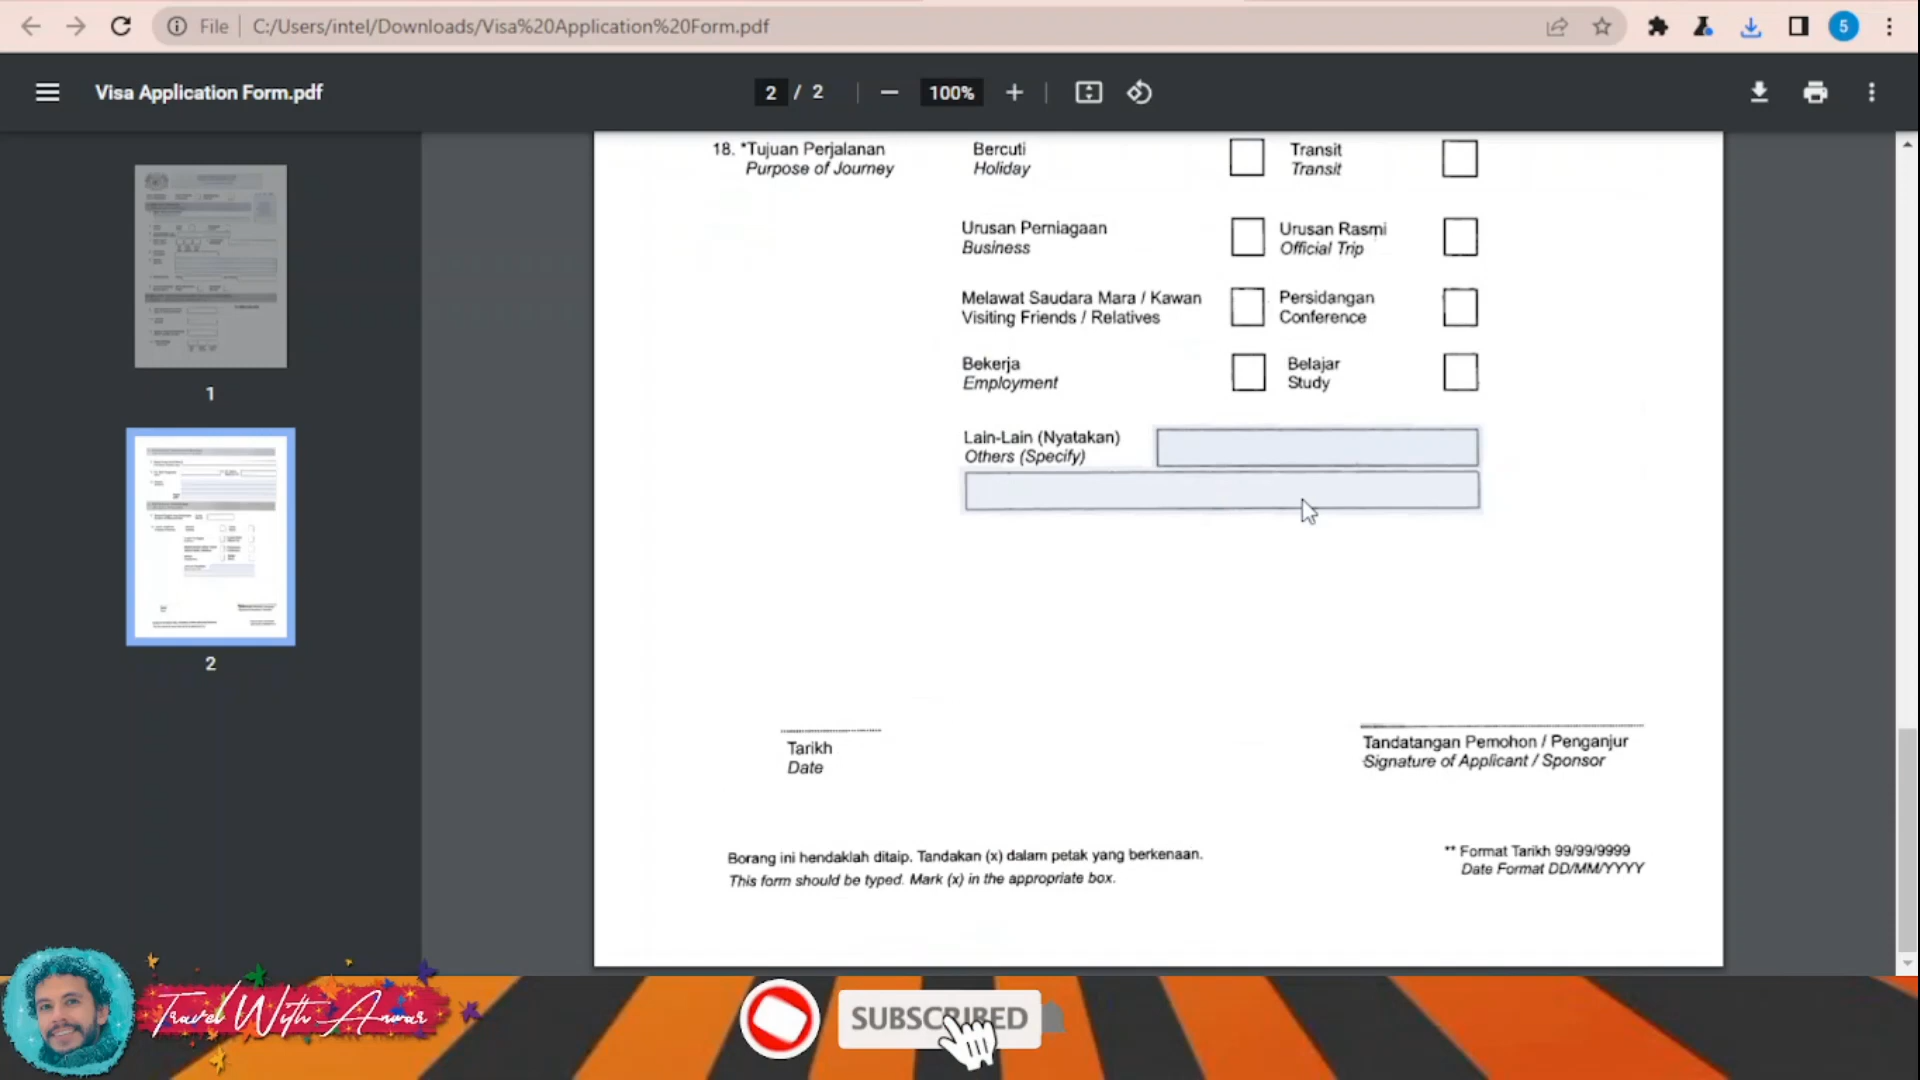 File
C:/Users/intel/Downloads/Visa%20Application%20Form.pdf
5
Visa Application Form.pdf
2 / 2
100%
1
2
18. *Tujuan Perjalanan
Purpose of Journey
Bercuti
Holiday
Transit
Transit
Urusan Perniagaan
Business
Urusan Rasmi
Official Trip
Melawat Saudara Mara / Kawan
Visiting Friends / Relatives
Persidangan
Conference
Bekerja
Employment
Belajar
Study
Lain-Lain (Nyatakan)
Others (Specify)
Tarikh
Date
Tandatangan Pemohon / Penganjur
Signature of Applicant / Sponsor
Borang ini hendaklah ditaip. Tandakan (x) dalam petak yang berkenaan.
This form should be typed. Mark (x) in the appropriate box.
** Format Tarikh 99/99/9999
Date Format DD/MM/YYYY
Travel With Anwar
SUBSCRIBED